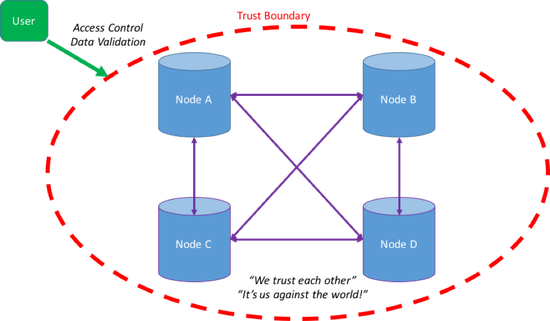 User
Trust Boundary
Access Control
Data Validation
Node A
Node B
Node C
Node D
“We trust each other”
“It’s us against the world!”